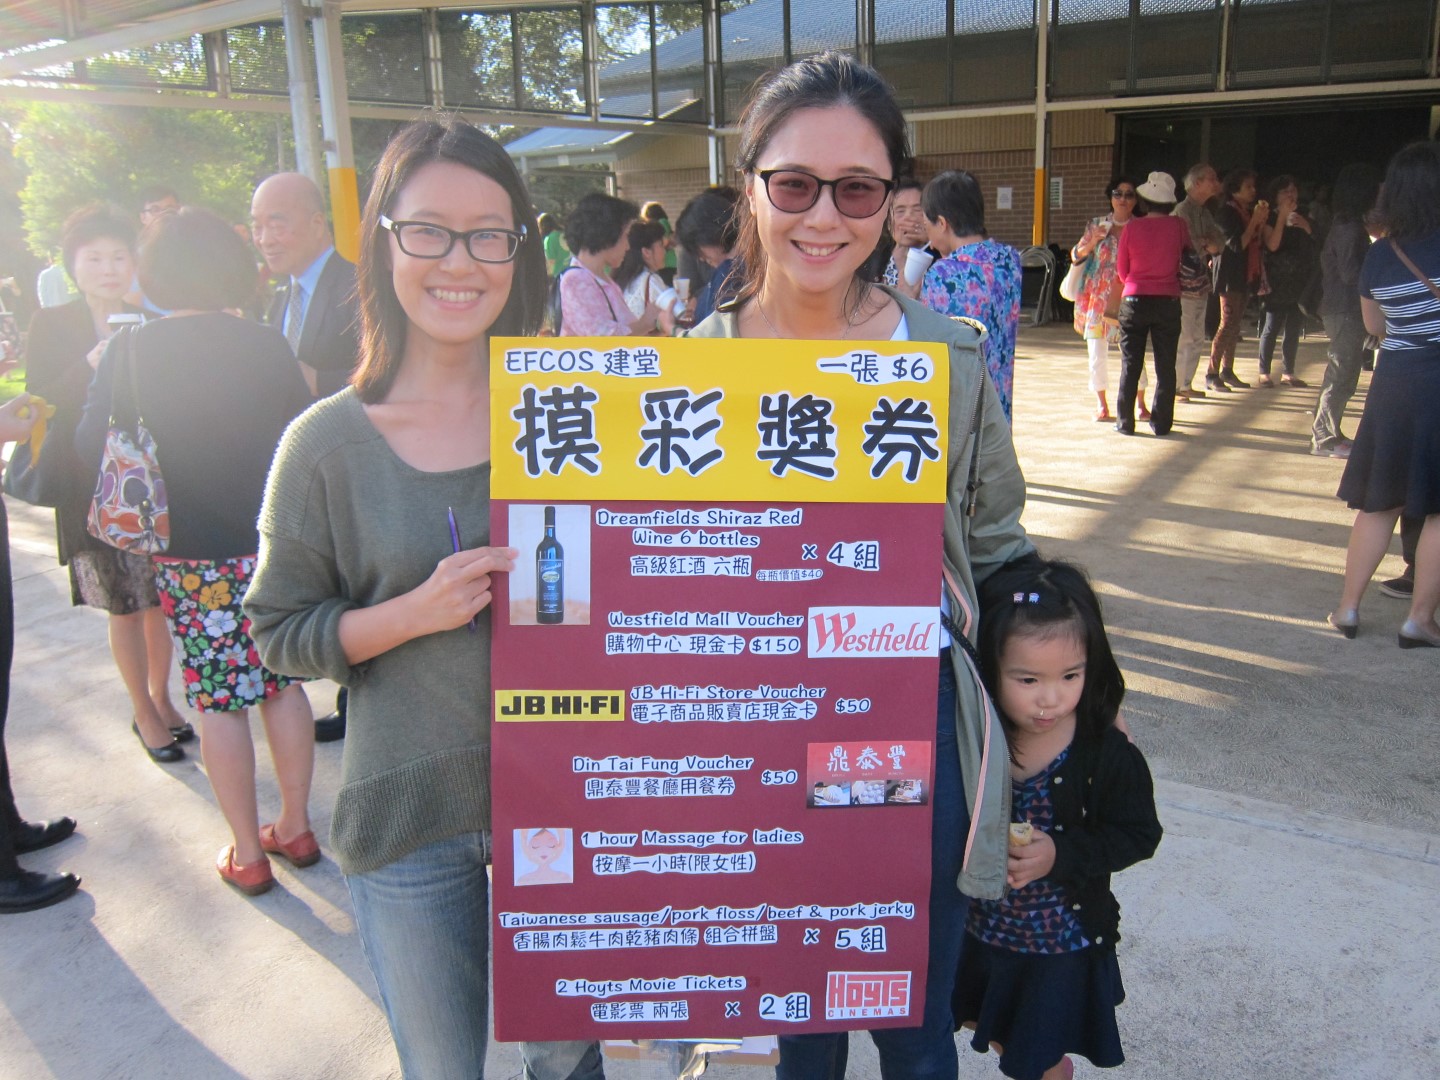 EFCOS 建堂 一張 $6
摸彩獎券
Dreamfields Shiraz Red
Wine 6 bottles
高級紅酒 六瓶 每瓶價值$40 x 4 組
Westfield Mall Voucher
購物中心 現金卡 $150 Westfield
JB HI-FI JB Hi-Fi Store Voucher
電子商品販賣店現金卡 $50
Din Tai Fung Voucher
鼎泰豐餐廳用餐券 $50 鼎泰豐
1 hour Massage for ladies
按摩一小時(限女性)
Taiwanese sausage/pork floss/beef & pork jerky
香腸肉鬆牛肉乾豬肉條 組合拼盤 x 5 組
2 Hoyts Movie Tickets
電影票 兩張 x 2 組 HOYTS
CINEMAS